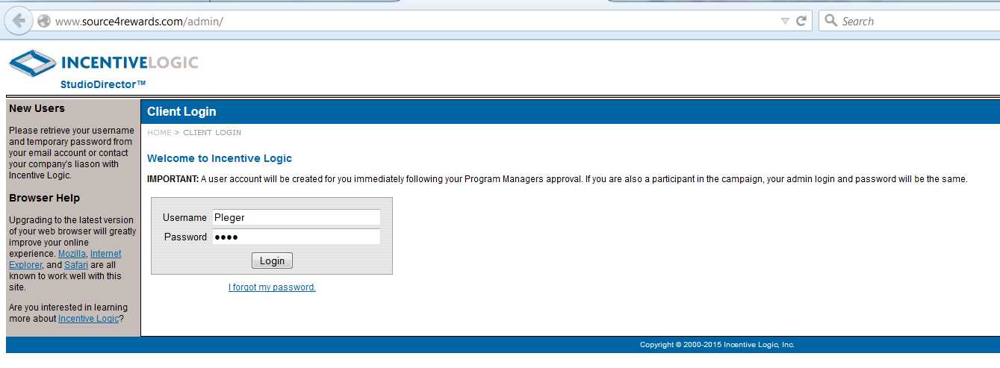 www.source4rewards.com/admin/
Search
INCENTIVELOGIC
StudioDirector™
New Users
Please retrieve your username
and temporary password from
your email account or contact
your company's liason with
Incentive Logic.
Browser Help
Upgrading to the latest version
of your web browser will greatly
improve your online
experience. Mozilla, Internet
Explorer, and Safari are all
known to work well with this
site.
Are you interested in learning
more about Incentive Logic?
Client Login
HOME > CLIENT LOGIN
Welcome to Incentive Logic
IMPORTANT: A user account will be created for you immediately following your Program Managers approval. If you are also a participant in the campaign, your admin login and password will be the same.
Username Pleger
Password ●●●●
Login
I forgot my password.
Copyright © 2000-2015 Incentive Logic, Inc.